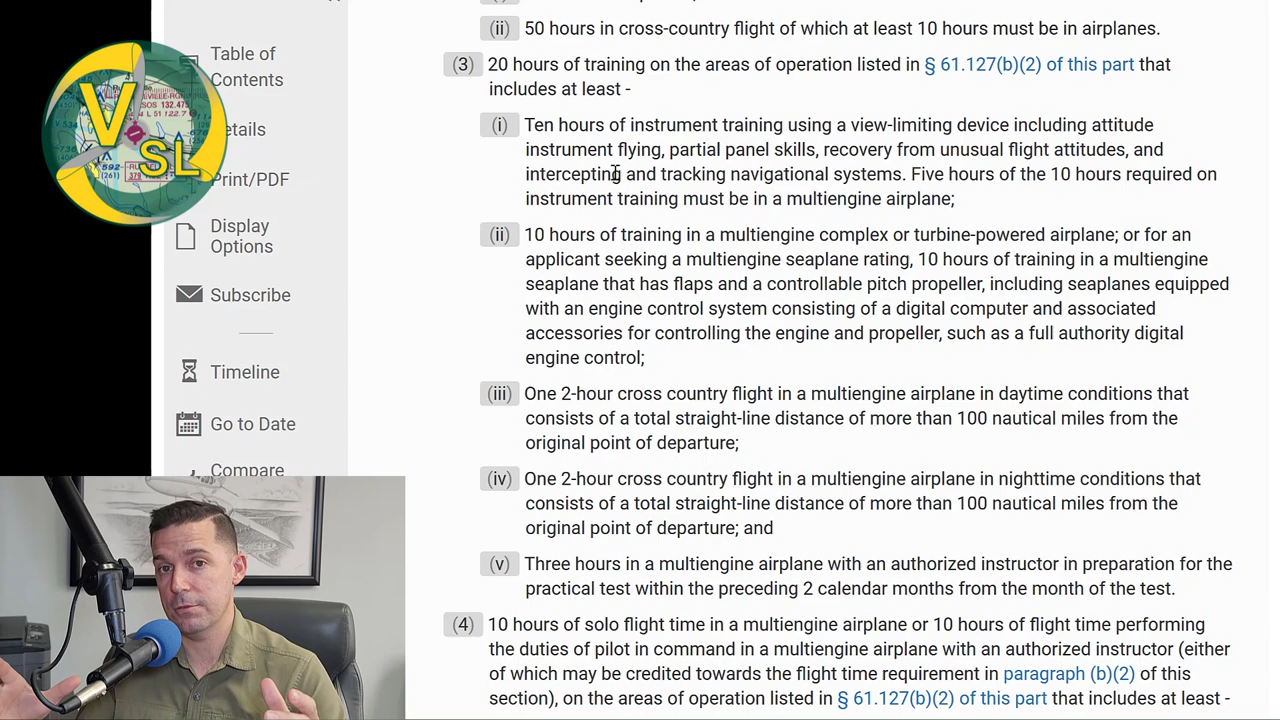 (ii) 50 hours in cross-country flight of which at least 10 hours must be in airplanes.
(3) 20 hours of training on the areas of operation listed in § 61.127(b)(2) of this part that
includes at least -
(i) Ten hours of instrument training using a view-limiting device including attitude
instrument flying, partial panel skills, recovery from unusual flight attitudes, and
intercepting and tracking navigational systems. Five hours of the 10 hours required on
instrument training must be in a multiengine airplane;
(ii) 10 hours of training in a multiengine complex or turbine-powered airplane; or for an
applicant seeking a multiengine seaplane rating, 10 hours of training in a multiengine
seaplane that has flaps and a controllable pitch propeller, including seaplanes equipped
with an engine control system consisting of a digital computer and associated
accessories for controlling the engine and propeller, such as a full authority digital
engine control;
(iii) One 2-hour cross country flight in a multiengine airplane in daytime conditions that
consists of a total straight-line distance of more than 100 nautical miles from the
original point of departure;
(iv) One 2-hour cross country flight in a multiengine airplane in nighttime conditions that
consists of a total straight-line distance of more than 100 nautical miles from the
original point of departure; and
(v) Three hours in a multiengine airplane with an authorized instructor in preparation for the
practical test within the preceding 2 calendar months from the month of the test.
(4) 10 hours of solo flight time in a multiengine airplane or 10 hours of flight time performing
the duties of pilot in command in a multiengine airplane with an authorized instructor (either
of which may be credited towards the flight time requirement in paragraph (b)(2) of this
section), on the areas of operation listed in § 61.127(b)(2) of this part that includes at least -
Table of
Contents
etails
Print/PDF
Display
Options
Subscribe
Timeline
Go to Date
Compare
V
SL
SOS 132.475
L 51 122.7
592
379
(261)